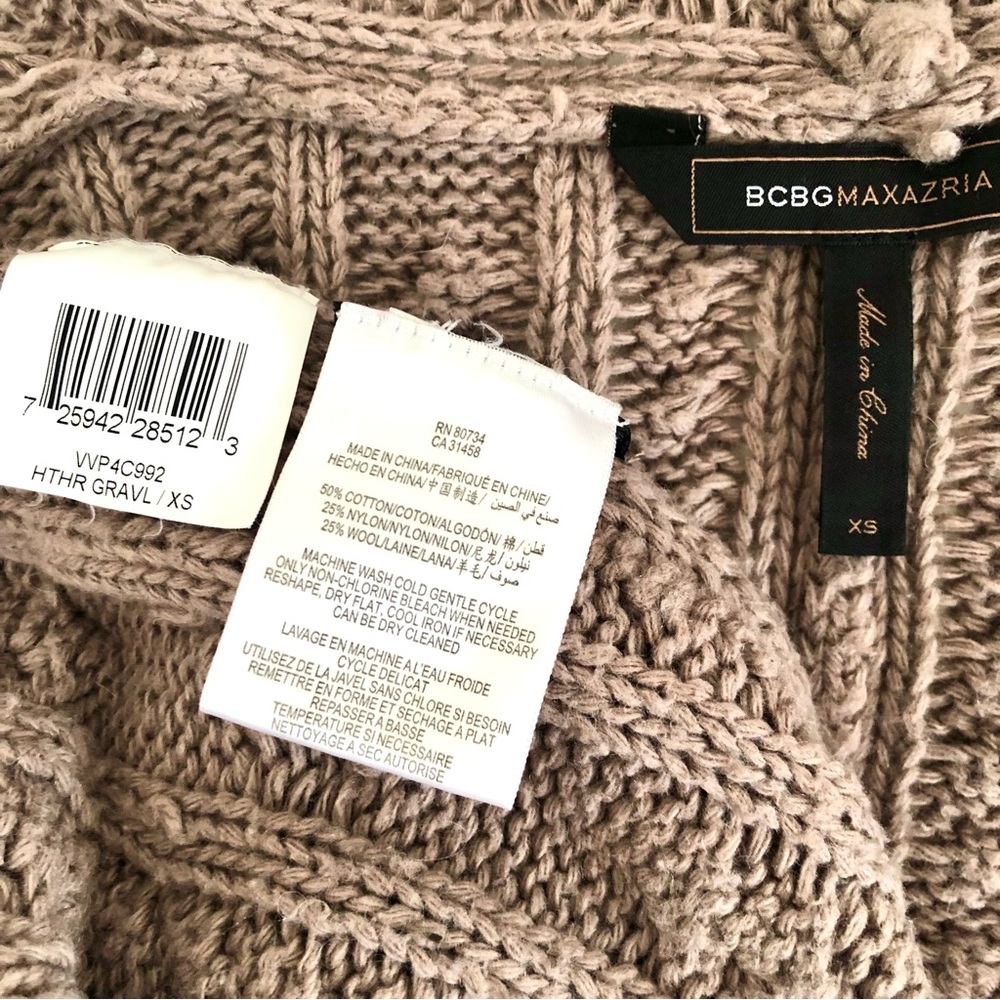 BCBGMAXAZRIA
Made in China
XS
7 25942 28512 3
VVP4C992
HTHR GRAVL / XS
RN 80734
CA 31458
MADE IN CHINA/FABRIQUÉ EN CHINE/
HECHO EN CHINA/中国制造/ صنع في الصين
50% COTTON/COTON/ALGODÓN/棉/قطن
25% NYLON/NYLON/NILON/尼龙/نيلون
25% WOOL/LAINE/LANA/羊毛/صوف
MACHINE WASH COLD GENTLE CYCLE
ONLY NON-CHLORINE BLEACH WHEN NEEDED
RESHAPE, DRY FLAT, COOL IRON IF NECESSARY
CAN BE DRY CLEANED
LAVAGE EN MACHINE A L'EAU FROIDE
CYCLE DELICAT
UTILISEZ DE LA JAVEL SANS CHLORE SI BESOIN
REMETTRE EN FORME ET SECHAGE A PLAT
REPASSER A BASSE
TEMPERATURE SI NECESSAIRE
NETTOYAGE A SEC AUTORISE